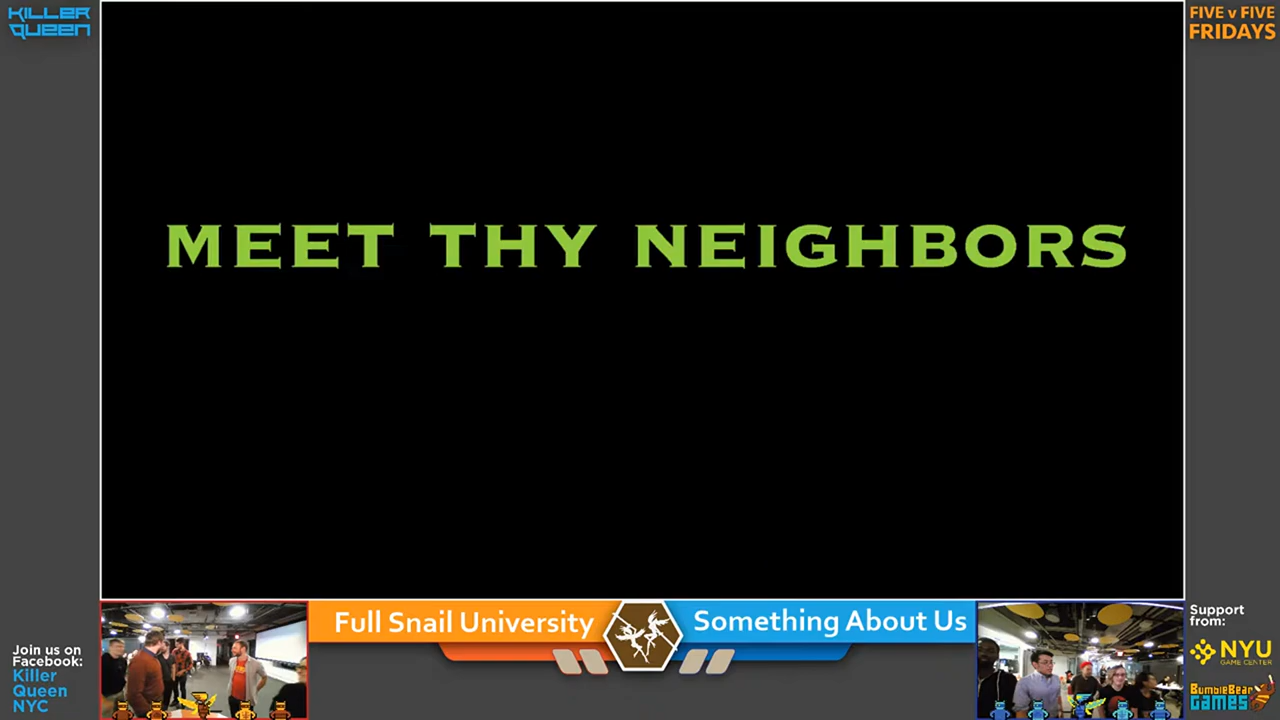 KILLER
QUEEN
FIVE v FIVE
FRIDAYS
MEET THY NEIGHBORS
Full Snail University
Something About Us
Join us on
Facebook:
Killer
Queen
NYC
Support
from:
NYU
GAME CENTER
BumbleBear
GAMES